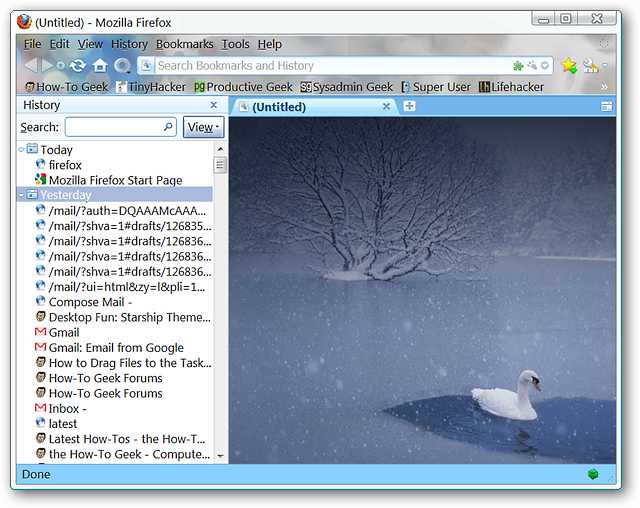 (Untitled) - Mozilla Firefox
File Edit View History Bookmarks Tools Help
Search Bookmarks and History
How-To Geek TinyHacker Productive Geek Sysadmin Geek Super User Lifehacker »
History
(Untitled)
Search: View
Today
firefox
Mozilla Firefox Start Page
Yesterday
/mail/?auth=DQAAAMcAAA...
/mail/?shva=1#drafts/126835...
/mail/?shva=1#drafts/126836...
/mail/?shva=1#drafts/126836...
/mail/?shva=1#drafts/126836...
/mail/?ui=html&zy=l&pli=1...
Compose Mail -
Desktop Fun: Starship Theme...
Gmail
Gmail: Email from Google
How to Drag Files to the Task...
How-To Geek Forums
How-To Geek Forums
Inbox -
latest
Latest How-Tos - the How-T...
the How-To Geek - Compute...
Done